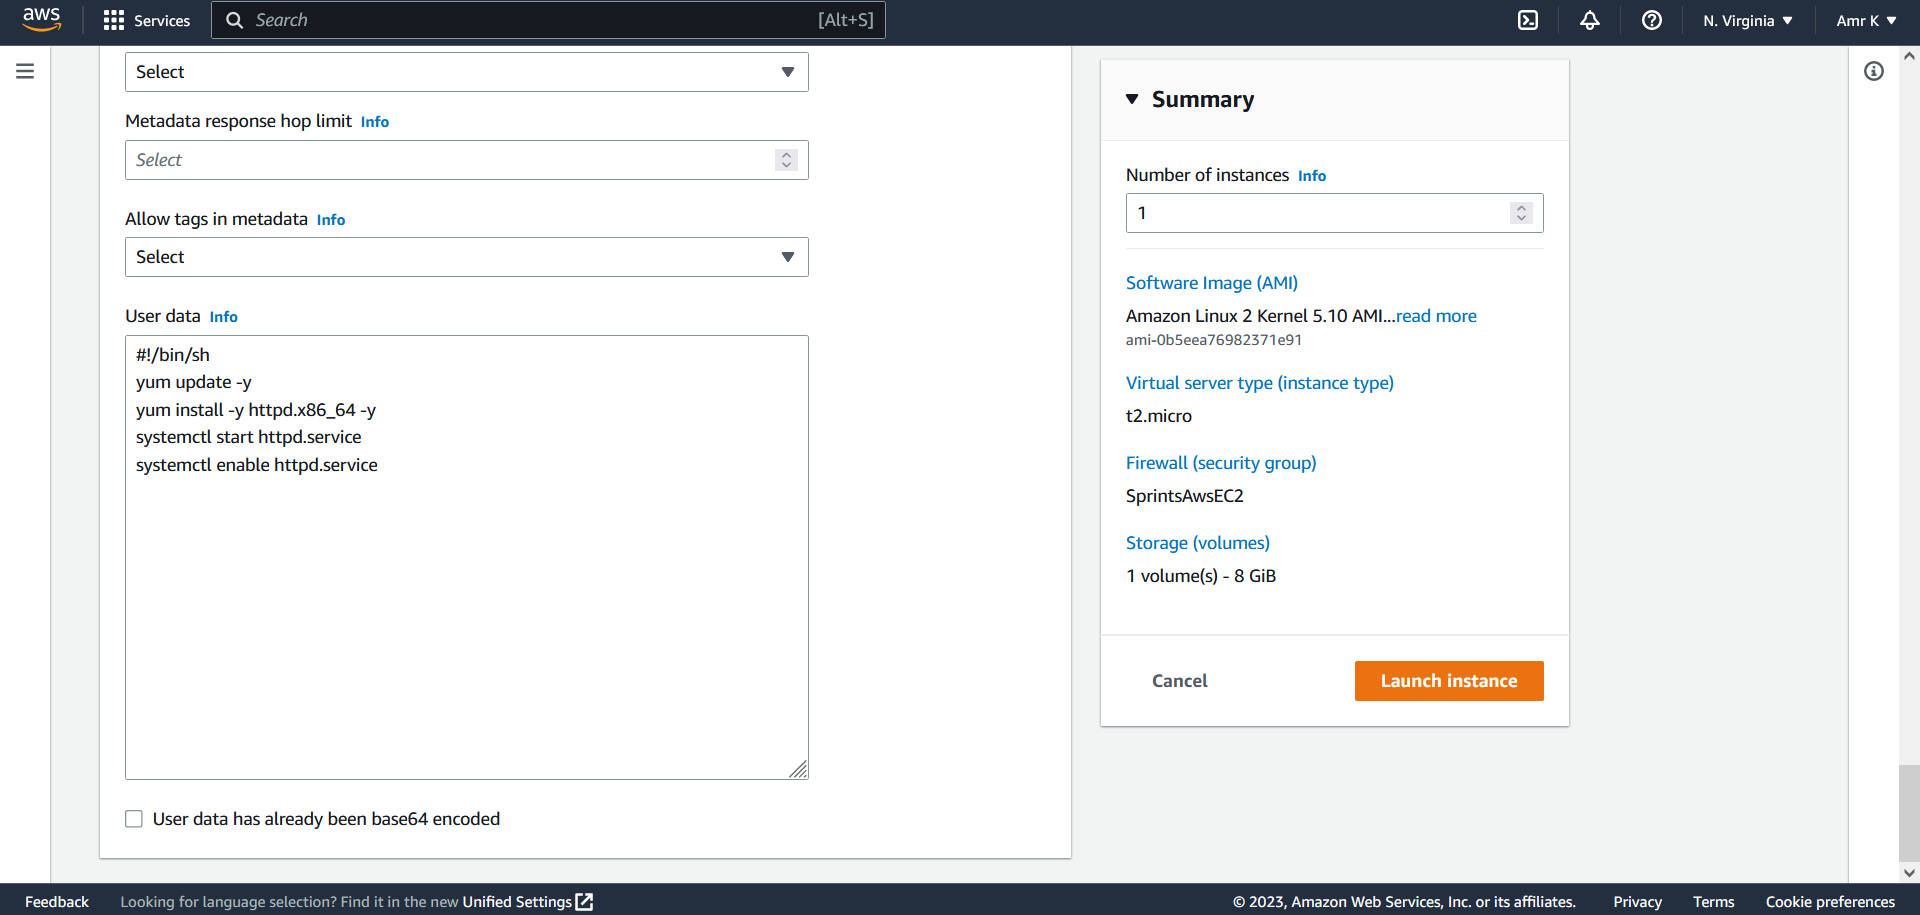 aws
Services
Search
[Alt+S]
N. Virginia
Amr K
Select
Metadata response hop limit Info
Select
Allow tags in metadata Info
Select
User data Info
#!/bin/sh
yum update -y
yum install -y httpd.x86_64 -y
systemctl start httpd.service
systemctl enable httpd.service
User data has already been base64 encoded
Summary
Number of instances Info
1
Software Image (AMI)
Amazon Linux 2 Kernel 5.10 AMI...read more
ami-0b5eea76982371e91
Virtual server type (instance type)
t2.micro
Firewall (security group)
SprintsAwsEC2
Storage (volumes)
1 volume(s) - 8 GiB
Cancel
Launch instance
Feedback
Looking for language selection? Find it in the new Unified Settings
© 2023, Amazon Web Services, Inc. or its affiliates.
Privacy
Terms
Cookie preferences